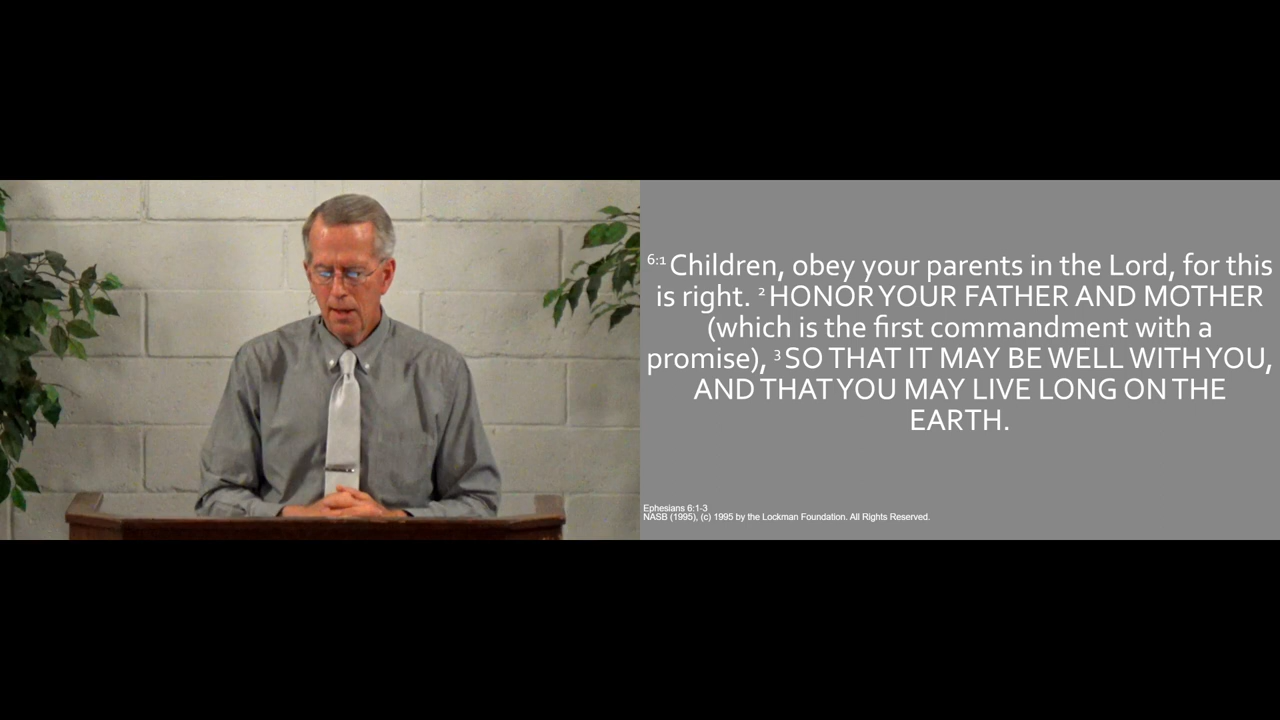 6:1 Children, obey your parents in the Lord, for this
is right. 2 HONOR YOUR FATHER AND MOTHER
(which is the first commandment with a
promise), 3 SO THAT IT MAY BE WELL WITH YOU,
AND THAT YOU MAY LIVE LONG ON THE
EARTH.
Ephesians 6:1-3
NASB (1995), (c) 1995 by the Lockman Foundation. All Rights Reserved.